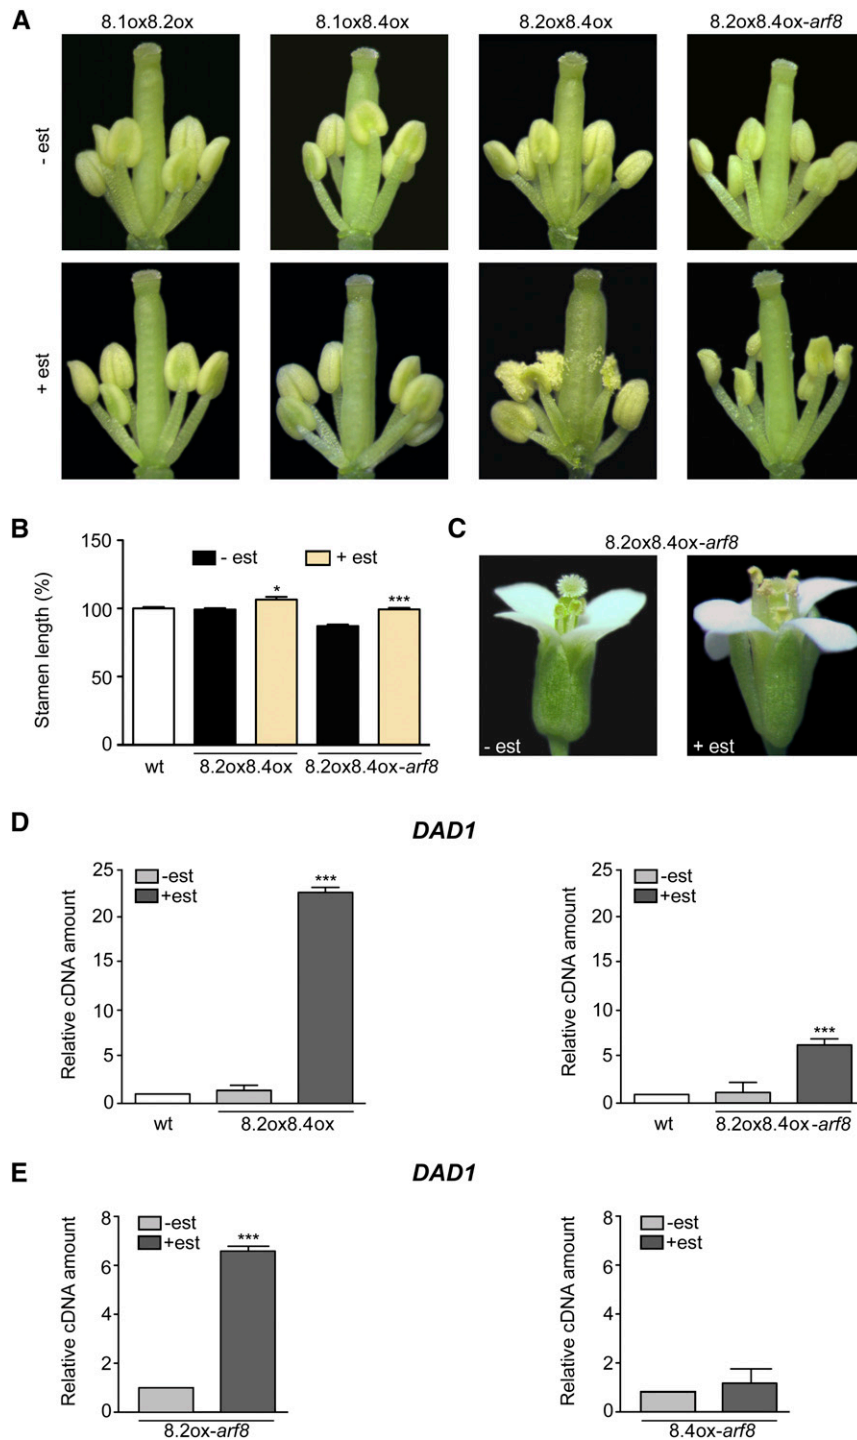 A
8.1ox8.2ox 8.1ox8.4ox 8.2ox8.4ox 8.2ox8.4ox-arf8
- est
+ est
B
150
100
50
0
Stamen length (%)
- est + est
*
***
wt 8.2ox8.4ox 8.2ox8.4ox-arf8
C
8.2ox8.4ox-arf8
- est + est
D
DAD1
25
20
15
10
5
0
Relative cDNA amount
-est
+est
***
wt 8.2ox8.4ox
25
20
15
10
5
0
Relative cDNA amount
-est
+est
***
wt 8.2ox8.4ox-arf8
E
DAD1
8
6
4
2
0
Relative cDNA amount
-est
+est
***
8.2ox-arf8
8
6
4
2
0
Relative cDNA amount
-est
+est
8.4ox-arf8